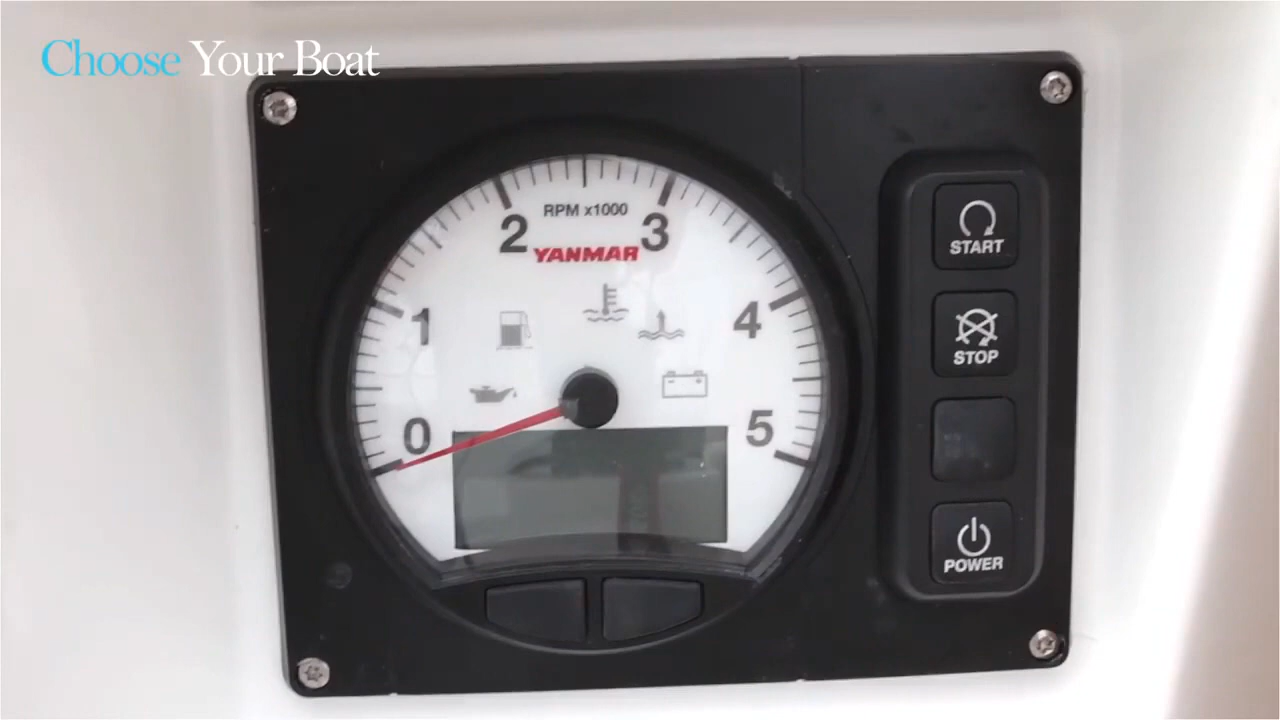 Choose Your Boat
2 RPM x1000 3
YANMAR
1 4
0 5
START
STOP
POWER